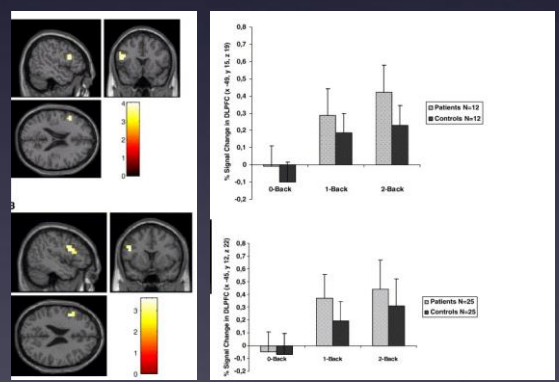 4
3
2
1
0
B
3
2
1
0
% Signal Change in DLPFC (x -49, y 15, z 19)
0,8
0,7
0,6
0,5
0,4
0,3
0,2
0,1
0
-0,1
-0,2
0-Back
1-Back
2-Back
Patients N=12
Controls N=12
% Signal Change in DLPFC (x -45, y 12, z 22)
0,8
0,7
0,6
0,5
0,4
0,3
0,2
0,1
0
-0,1
-0,2
0-Back
1-Back
2-Back
Patients N=25
Controls N=25